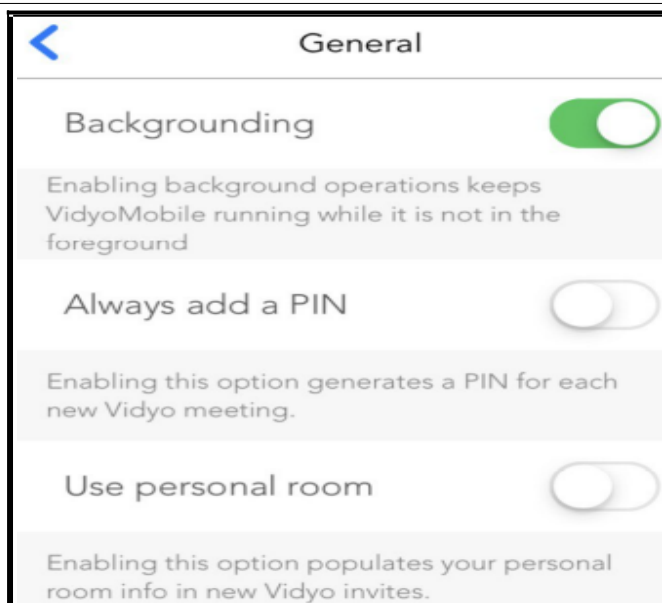 General
Backgrounding
Enabling background operations keeps
VidyoMobile running while it is not in the
foreground
Always add a PIN
Enabling this option generates a PIN for each
new Vidyo meeting.
Use personal room
Enabling this option populates your personal
room info in new Vidyo invites.